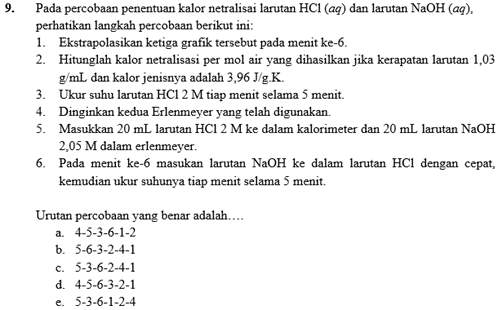 9. Pada percobaan penentuan kalor netralisai larutan HCl (aq) dan larutan NaOH (aq),
perhatikan langkah percobaan berikut ini:
1. Ekstrapolasikan ketiga grafik tersebut pada menit ke-6.
2. Hitunglah kalor netralisasi per mol air yang dihasilkan jika kerapatan larutan 1,03
g/mL dan kalor jenisnya adalah 3,96 J/g.K.
3. Ukur suhu larutan HCl 2 M tiap menit selama 5 menit.
4. Dinginkan kedua Erlenmeyer yang telah digunakan.
5. Masukkan 20 mL larutan HCl 2 M ke dalam kalorimeter dan 20 mL larutan NaOH
2,05 M dalam erlenmeyer.
6. Pada menit ke-6 masukan larutan NaOH ke dalam larutan HCl dengan cepat,
kemudian ukur suhunya tiap menit selama 5 menit.
Urutan percobaan yang benar adalah….
a. 4-5-3-6-1-2
b. 5-6-3-2-4-1
c. 5-3-6-2-4-1
d. 4-5-6-3-2-1
e. 5-3-6-1-2-4